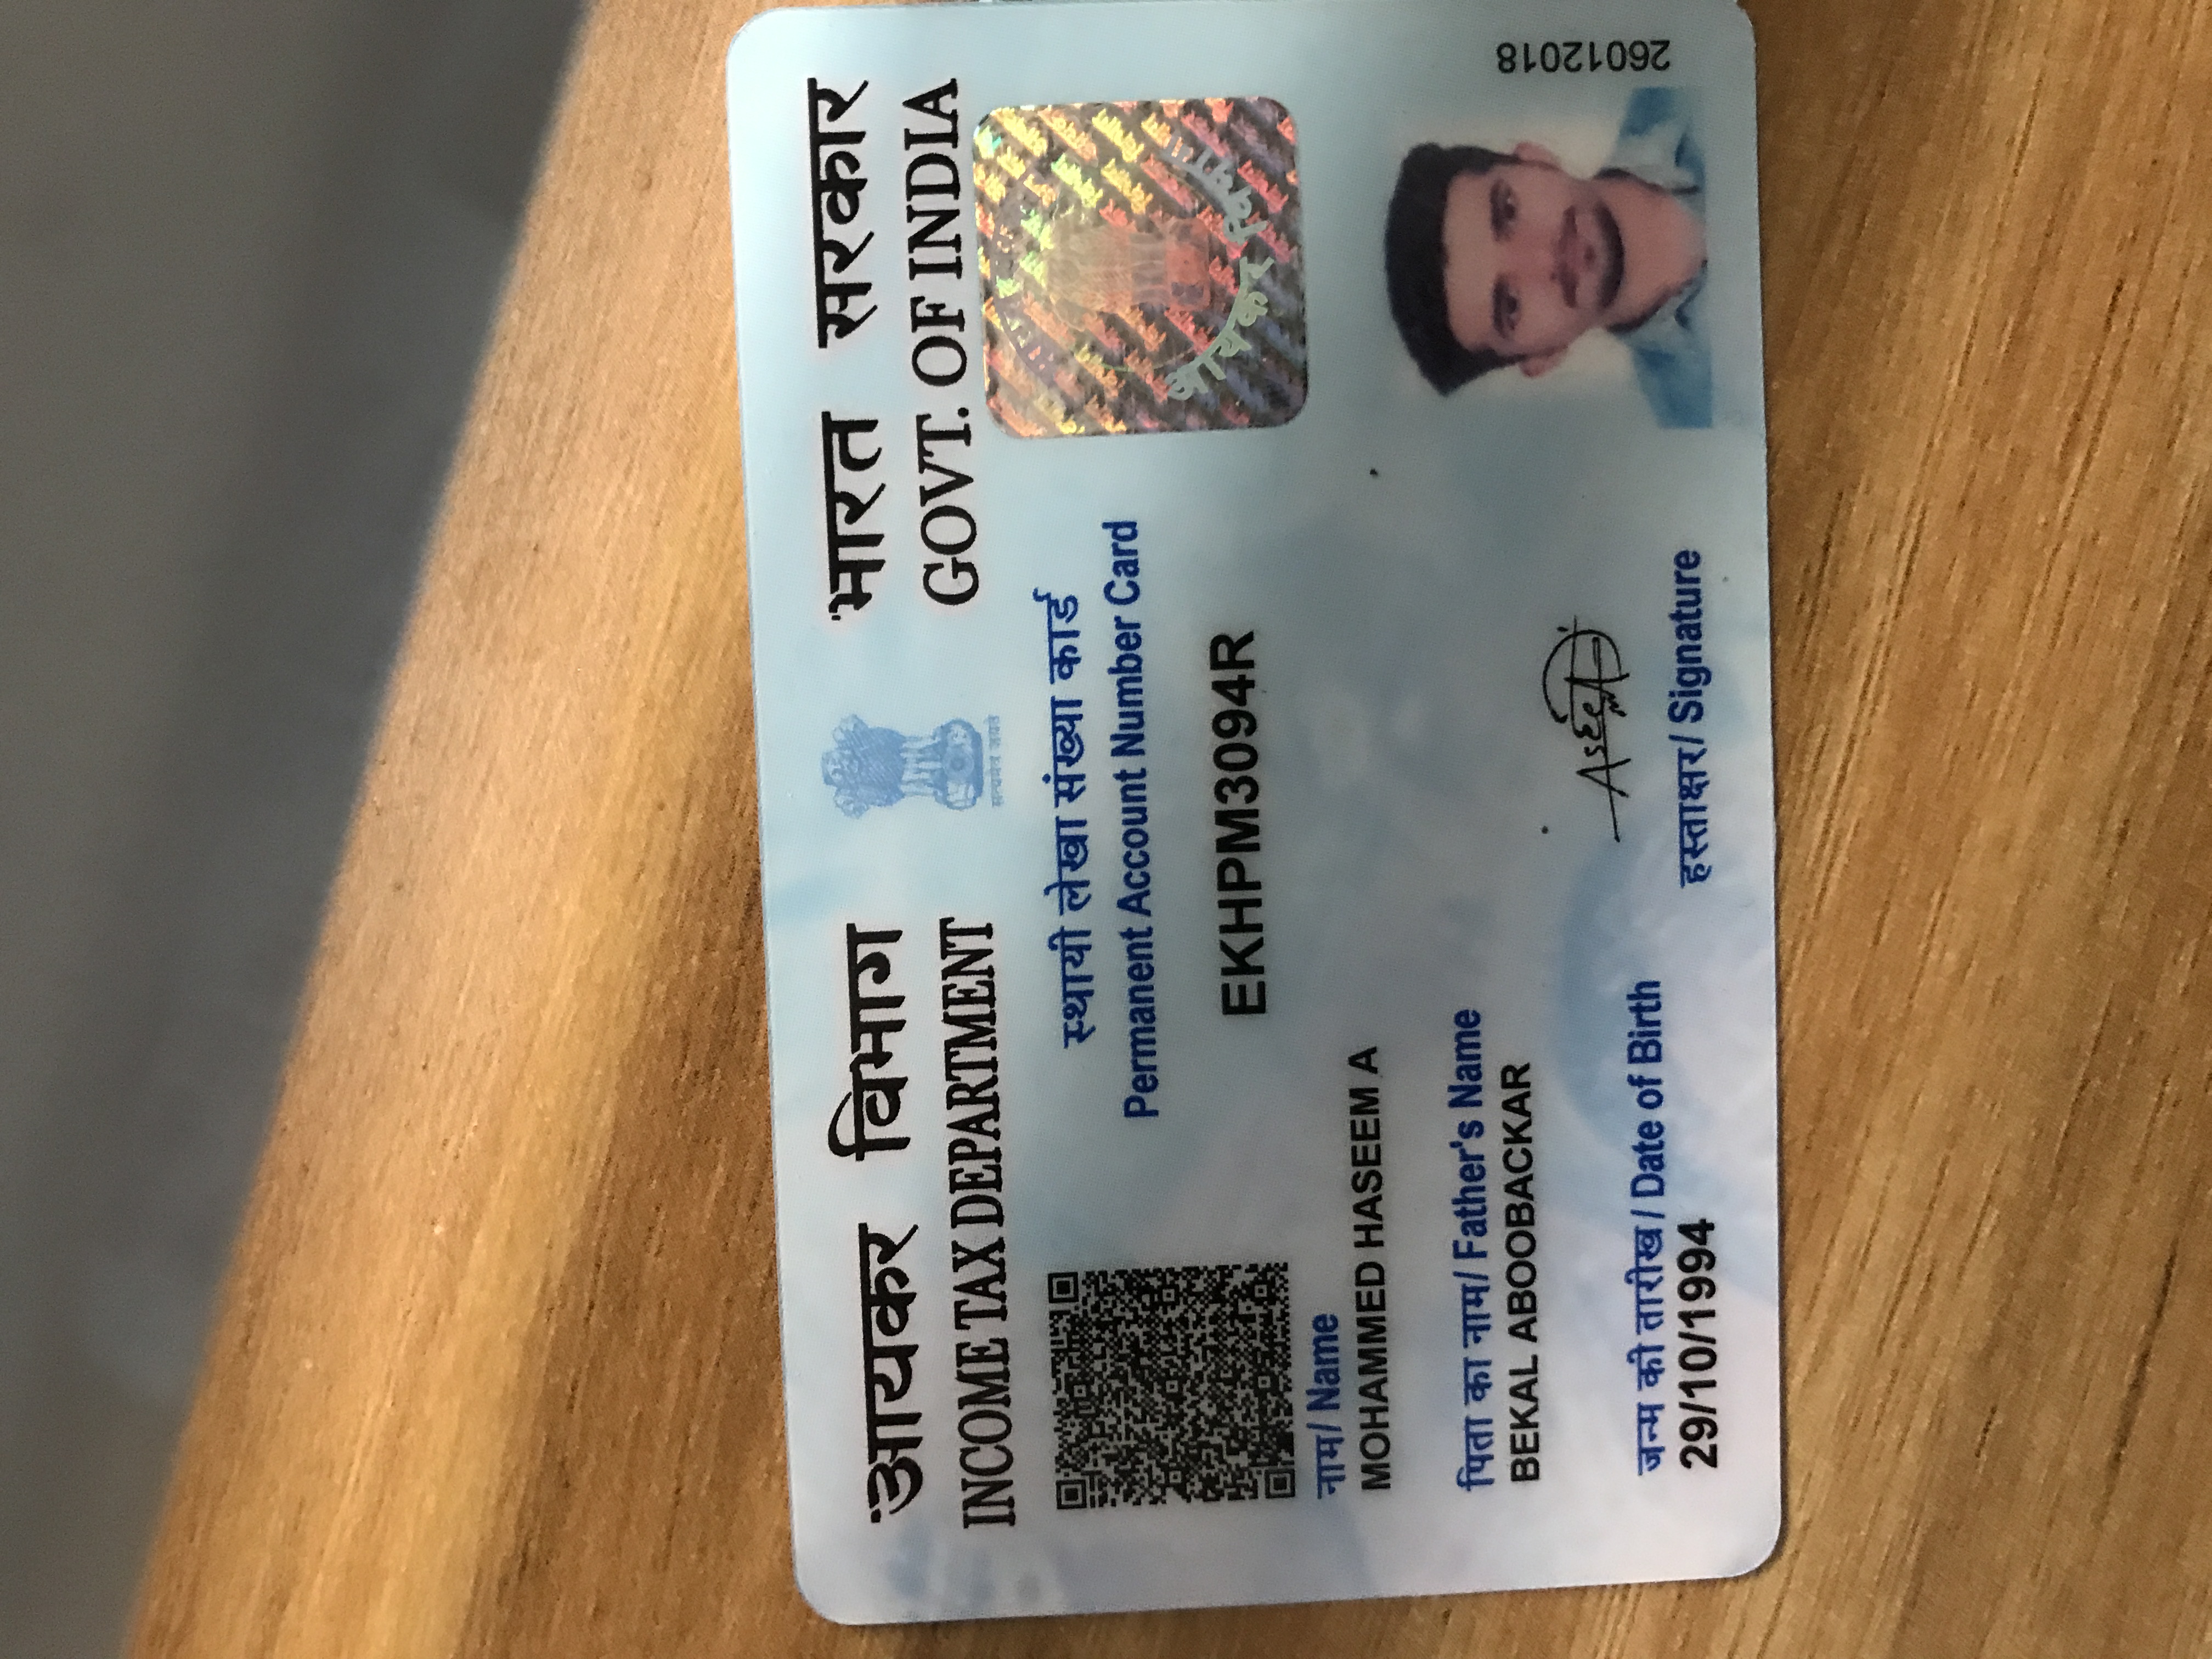 आयकर विभाग
INCOME TAX DEPARTMENT
सत्यमेव जयते
भारत सरकार
GOVT. OF INDIA
स्थायी लेखा संख्या कार्ड
Permanent Account Number Card
EKHPM3094R
आयकर विभाग
नाम/ Name
MOHAMMED HASEEM A
पिता का नाम/ Father's Name
BEKAL ABOOBACKAR
जन्म की तारीख / Date of Birth
29/10/1994
हस्ताक्षर/ Signature
26012018